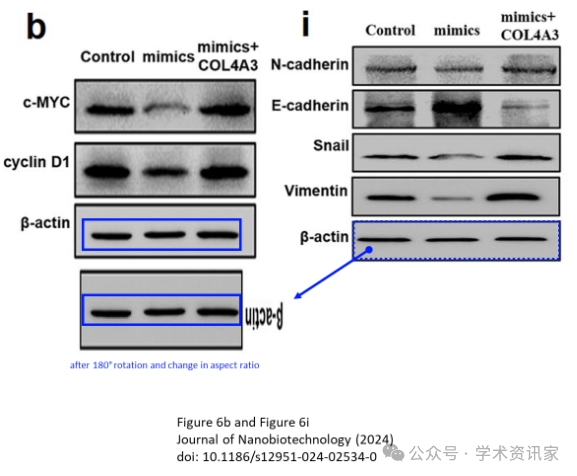 b
Control mimics mimics+
COL4A3
c-MYC
cyclin D1
β-actin
β-actin
after 180° rotation and change in aspect ratio
i
Control mimics mimics+
COL4A3
N-cadherin
E-cadherin
Snail
Vimentin
β-actin
Figure 6b and Figure 6i
Journal of Nanobiotechnology (2024)
doi: 10.1186/s12951-024-02534-0
公众号 · 学术资讯家